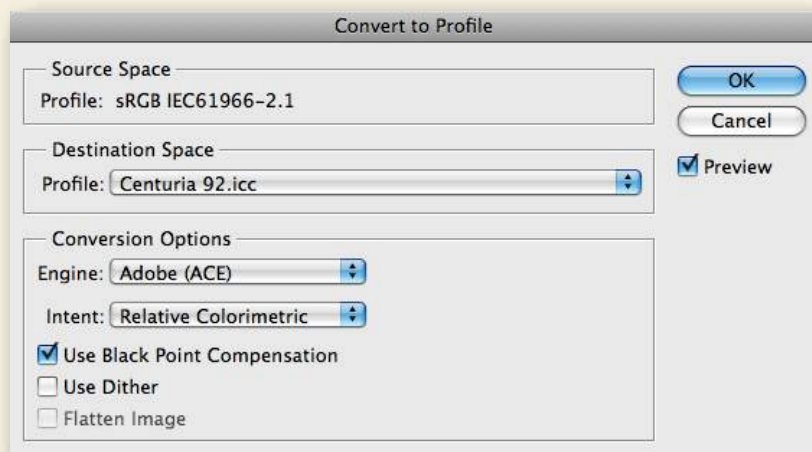 Convert to Profile
Source Space
Profile: sRGB IEC61966-2.1
OK
Cancel
Preview
Destination Space
Profile: Centuria 92.icc
Conversion Options
Engine: Adobe (ACE)
Intent: Relative Colorimetric
Use Black Point Compensation
Use Dither
Flatten Image